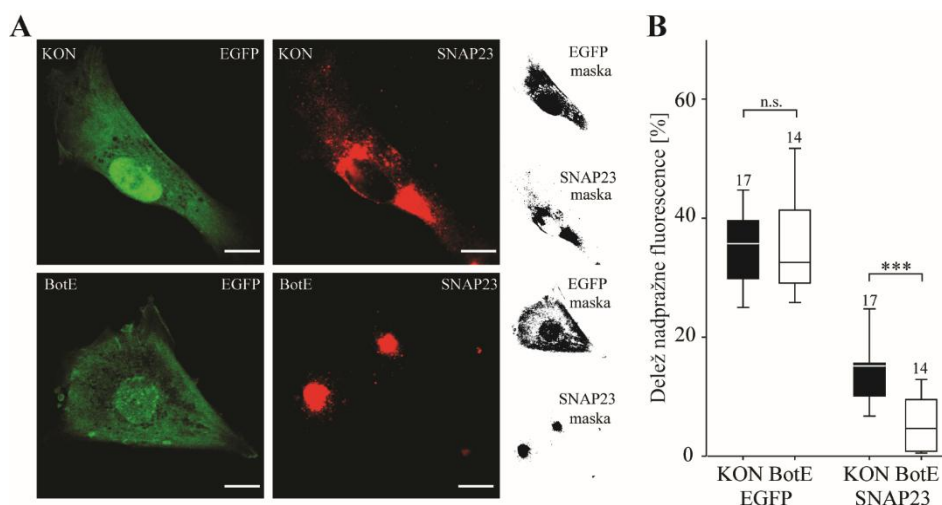 A
KON EGFP
KON SNAP23
EGFP
maska
SNAP23
maska
BotE EGFP
BotE SNAP23
EGFP
maska
SNAP23
maska
B
Delež nadpražne fluorescence [%]
60
40
20
0
n.s.
17
14
***
17
14
KON BotE
EGFP
KON BotE
SNAP23